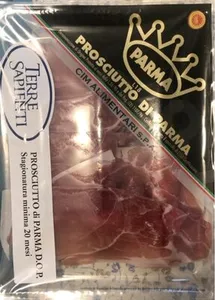 PARMA
PROSCIUTTO DI PARMA
CIM ALIMENTARI S.P.
TERRE
SAPIENTI
PROSCIUTTO di PARMA D.O.P.
Stagionatura minima 20 mesi